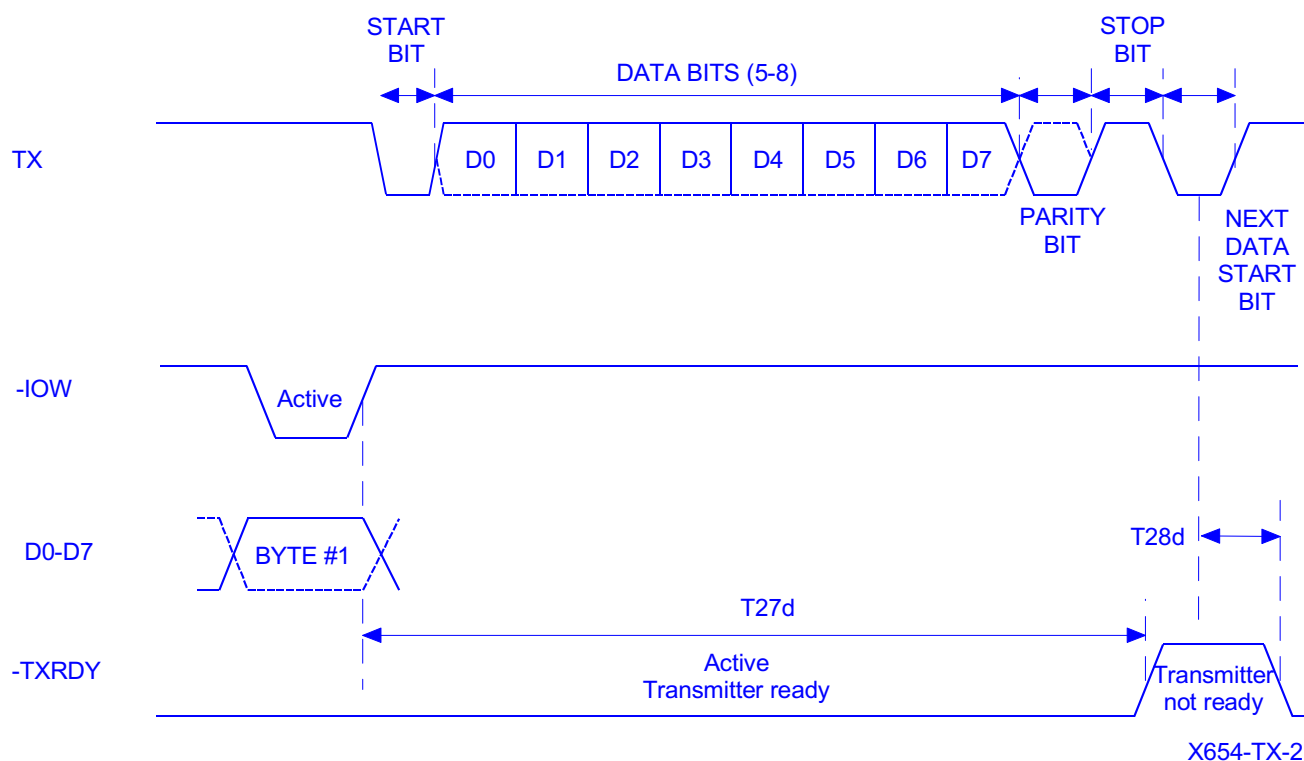 START
BIT
STOP
BIT
DATA BITS (5-8)
TX
D0 D1 D2 D3 D4 D5 D6 D7
PARITY
BIT
NEXT
DATA
START
BIT
-IOW
Active
D0-D7
BYTE #1
T28d
T27d
-TXRDY
Active
Transmitter ready
Transmitter
not ready
X654-TX-2